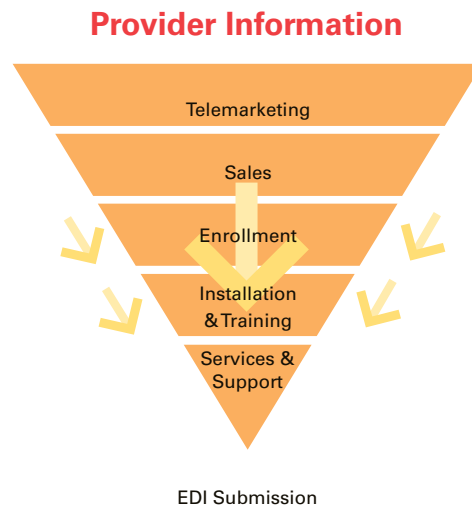 Provider Information
Telemarketing
Sales
Enrollment
Installation
& Training
Services &
Support
EDI Submission